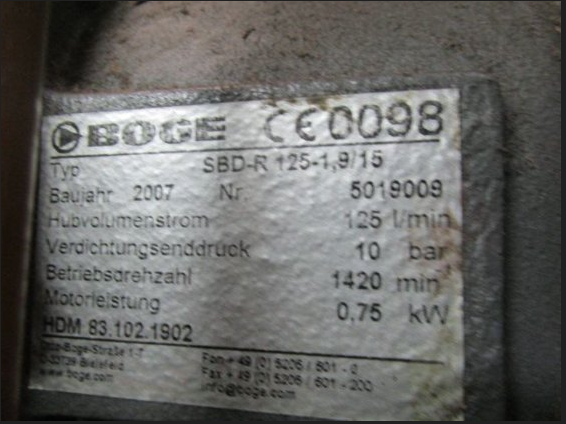 BOGE CE0098
Typ SBD-R 125-1,9/15
Baujahr 2007 Nr. 5019009
Hubvolumenstrom 125 l/min
Verdichtungsenddruck 10 bar
Betriebsdrehzahl 1420 min
Motorleistung 0,75 kW
HDM 83.102.1902
Otto-Boge-Straße 1-7 Fon + 49 (0) 5206 / 601 - 0
D-33739 Bielefeld Fax + 49 (0) 5206 / 601 - 200
www.boge.com info@boge.com